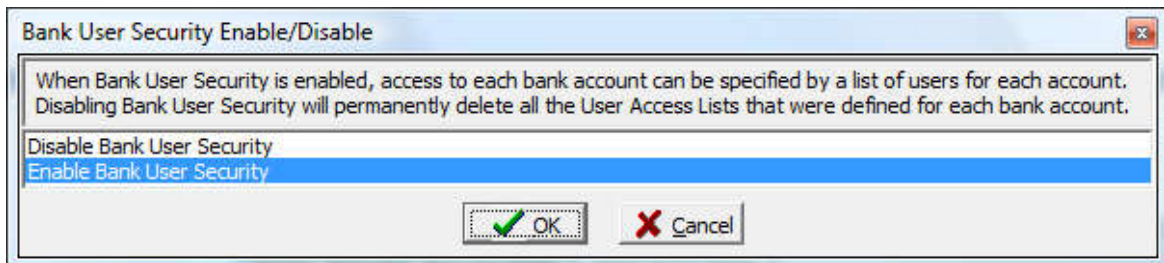 Bank User Security Enable/Disable
When Bank User Security is enabled, access to each bank account can be specified by a list of users for each account.
Disabling Bank User Security will permanently delete all the User Access Lists that were defined for each bank account.
Disable Bank User Security
Enable Bank User Security
OK Cancel